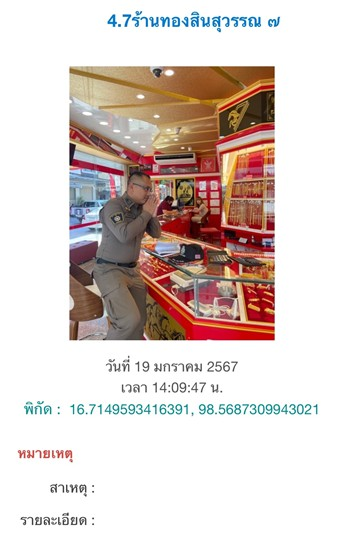 4.7ร้านทองสินสุวรรณ ๗
วันที่ 19 มกราคม 2567
เวลา 14:09:47 น.
พิกัด : 16.7149593416391, 98.5687309943021
หมายเหตุ
สาเหตุ :
รายละเอียด :